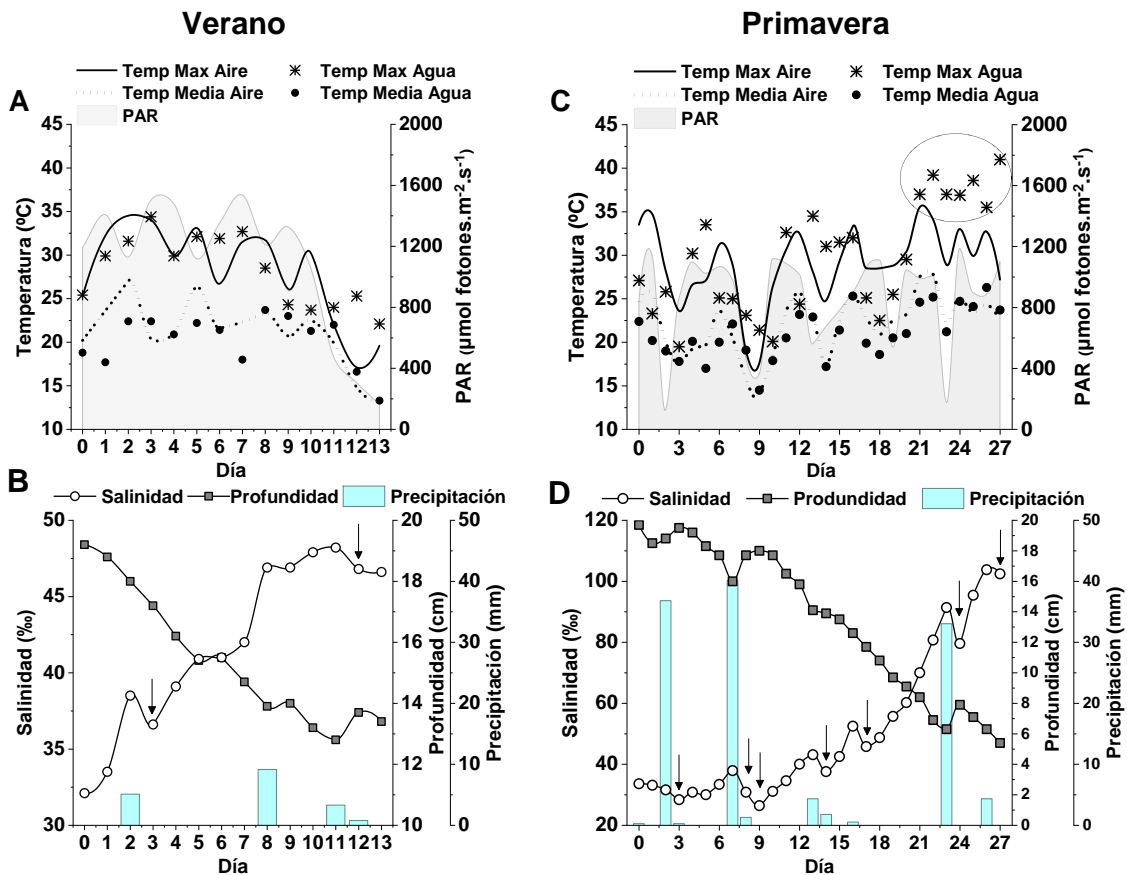 Verano
Primavera
A
Temp Max Aire
Temp Max Agua
Temp Media Aire
Temp Media Agua
PAR
Temperatura (ºC)
45
40
35
30
25
20
15
10
2000
1600
1200
800
400
0
PAR (µmol fotones.m-2.s-1)
0 1 2 3 4 5 6 7 8 9 10 11 12 13
Día
C
Temp Max Aire
Temp Max Agua
Temp Media Aire
Temp Media Agua
PAR
Temperatura (ºC)
45
40
35
30
25
20
15
10
2000
1600
1200
800
400
0
PAR (µmol fotones.m-2.s-1)
0 3 6 9 12 15 18 21 24 27
Día
B
Salinidad
Profundidad
Precipitación
Salinidad (‰)
50
45
40
35
30
20
18
16
14
12
10
Profundidad (cm)
50
40
30
20
10
0
Precipitación (mm)
0 1 2 3 4 5 6 7 8 9 10 11 12 13
Día
D
Salinidad
Produndidad
Precipitación
Salinidad (‰)
120
100
80
60
40
20
20
18
16
14
12
10
8
6
4
2
0
Profundidad (cm)
50
40
30
20
10
0
Precipitación (mm)
0 3 6 9 12 15 18 21 24 27
Día